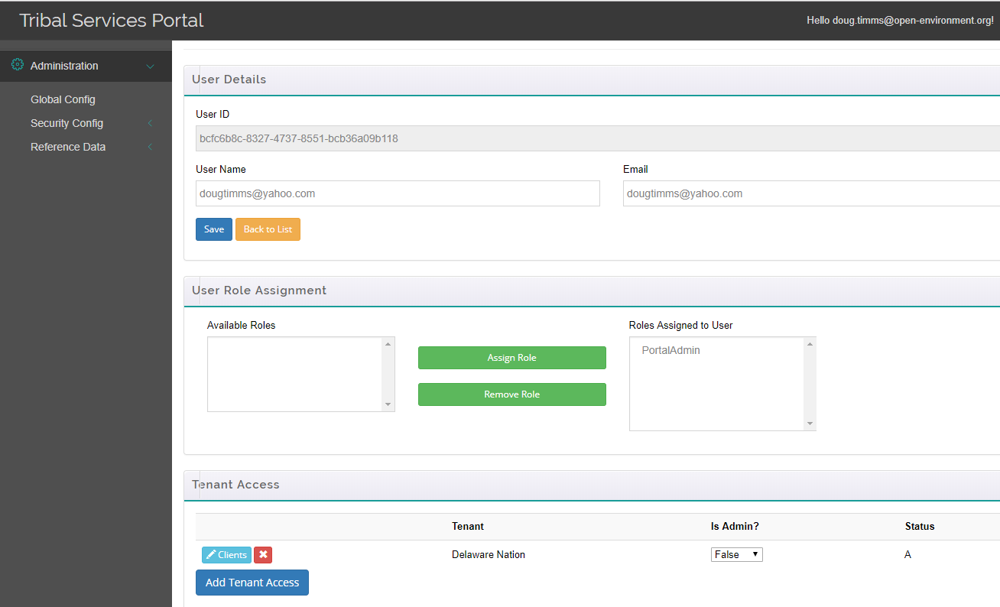 Tribal Services Portal
Hello doug.timms@open-environment.org!
Administration
Global Config
Security Config
Reference Data
User Details
User ID
bcfc6b8c-8327-4737-8551-bcb36a09b118
User Name
Email
dougtimms@yahoo.com
dougtimms@yahoo.com
Save
Back to List
User Role Assignment
Available Roles
Roles Assigned to User
Assign Role
Remove Role
PortalAdmin
Tenant Access
Tenant
Is Admin?
Status
Clients
Delaware Nation
False
A
Add Tenant Access